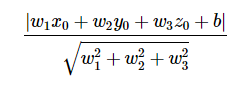 |w₁x₀ + w₂y₀ + w₃z₀ + b|
√(w₁² + w₂² + w₃²)